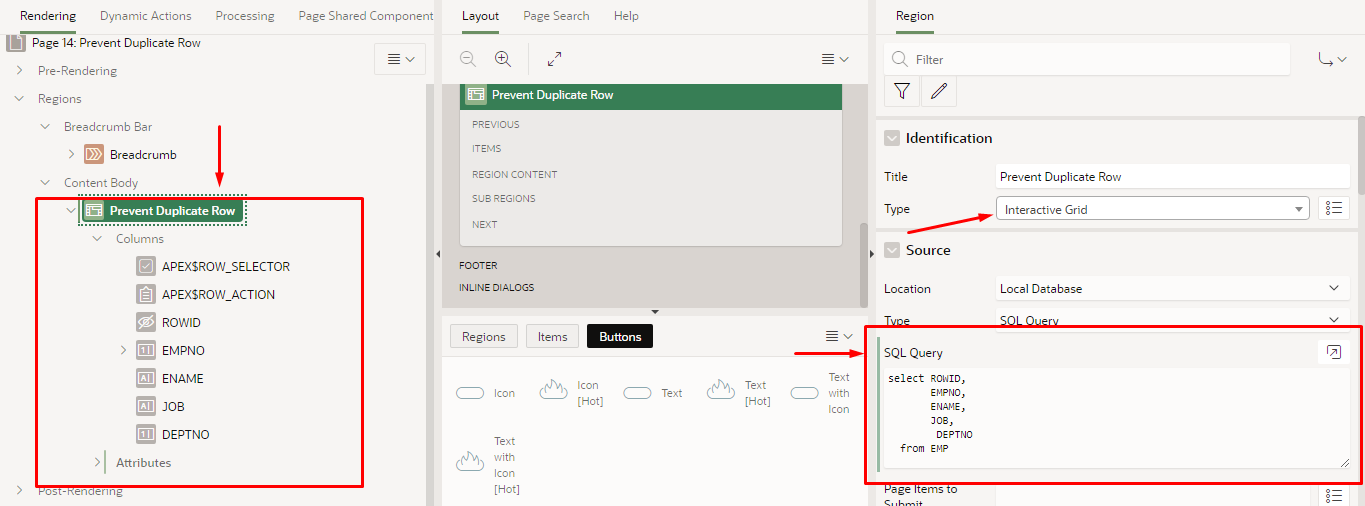 Rendering
Dynamic Actions
Processing
Page Shared Component
Page 14: Prevent Duplicate Row
Pre-Rendering
Regions
Breadcrumb Bar
Breadcrumb
Content Body
Prevent Duplicate Row
Columns
APEX$ROW_SELECTOR
APEX$ROW_ACTION
ROWID
EMPNO
ENAME
JOB
DEPTNO
Attributes
Post-Rendering
Layout
Page Search
Help
Prevent Duplicate Row
PREVIOUS
ITEMS
REGION CONTENT
SUB REGIONS
NEXT
FOOTER
INLINE DIALOGS
Regions
Items
Buttons
Icon
Icon
[Hot]
Text
Text
[Hot]
Text
with
Icon
Text
with
Icon
[Hot]
Region
Filter
Identification
Title
Prevent Duplicate Row
Type
Interactive Grid
Source
Location
Local Database
Type
SQL Query
SQL Query
select ROWID,
EMPNO,
ENAME,
JOB,
DEPTNO
from EMP
Page Items to
Submit